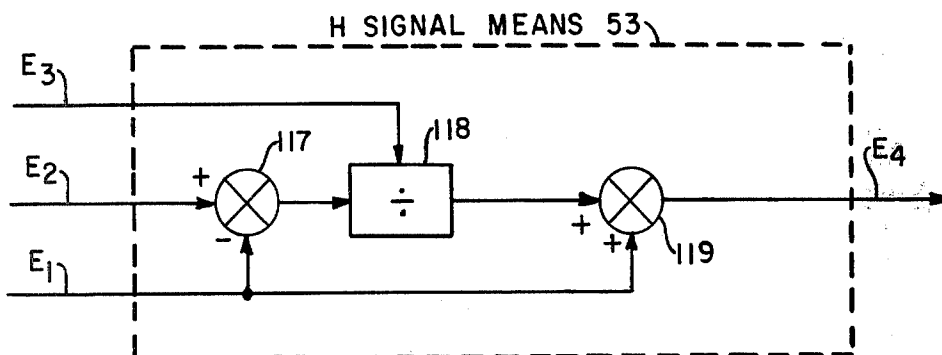 H SIGNAL MEANS 53
E3
117
118
E4
E2
+
÷
-
+
+
119
E1